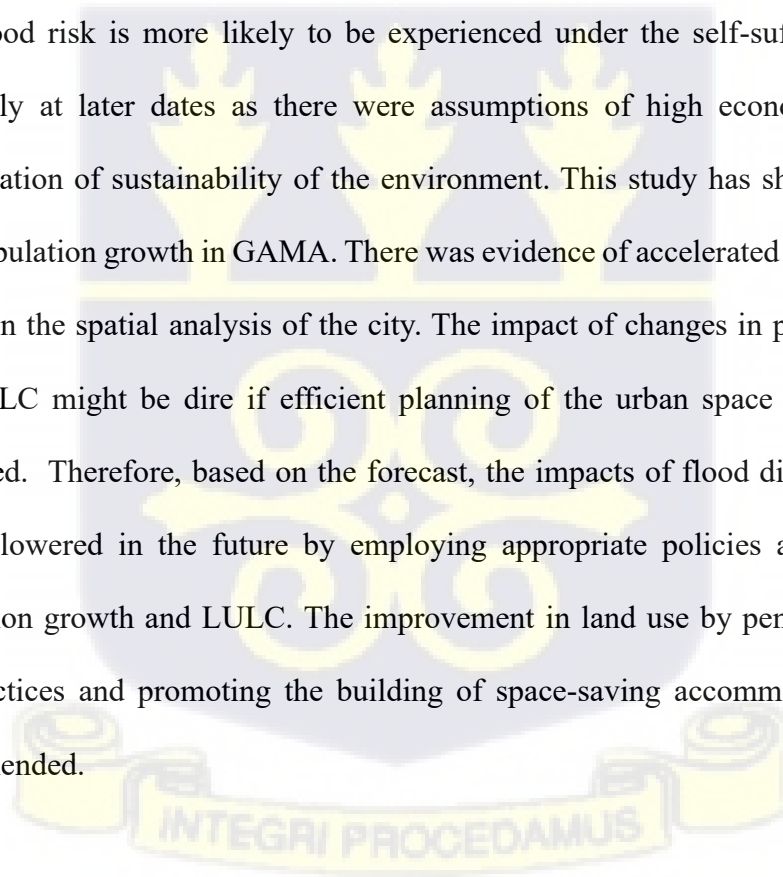 ood risk is more likely to be experienced under the self-suf
ly at later dates as there were assumptions of high econo
ation of sustainability of the environment. This study has sh
pulation growth in GAMA. There was evidence of accelerated
n the spatial analysis of the city. The impact of changes in p
LC might be dire if efficient planning of the urban space
ed. Therefore, based on the forecast, the impacts of flood di
lowered in the future by employing appropriate policies a
ion growth and LULC. The improvement in land use by pen
ctices and promoting the building of space-saving accomm
ended.
INTEGRI PROCEDAMUS